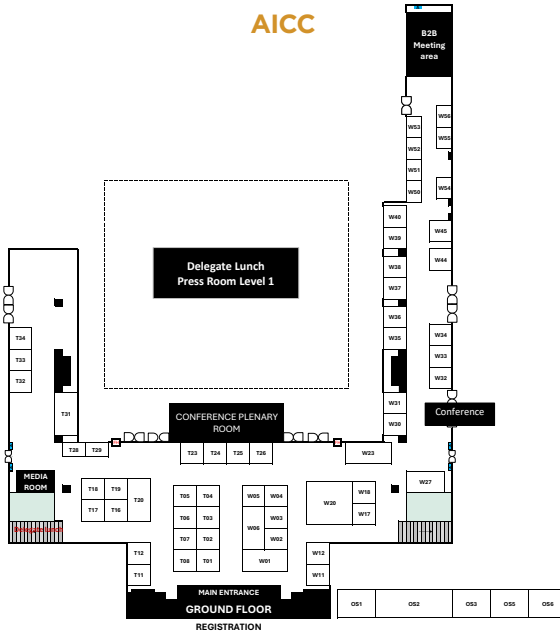 AICC
B2B
Meeting
area
W56
W53
W55
W52
W51
W54
W50
W40
W45
W39
W44
Delegate Lunch
Press Room Level 1
W38
W37
W36
W34
T34
W35
T33
W33
T32
W32
T31
W31
CONFERENCE PLENARY
ROOM
Conference
W30
T28 T29
T23 T24 T25 T26
W23
MEDIA
ROOM
W27
T18 T19
T20
T05 T04
W05 W04
W20
W18
T17 T16
T06 T03
W06
W03
W17
Delegate Lunch
T07 T02
W02
T12
T08 T01
W01
W12
T11
W11
MAIN ENTRANCE
GROUND FLOOR
REGISTRATION
OS1 OS2 OS3 OS5 OS6